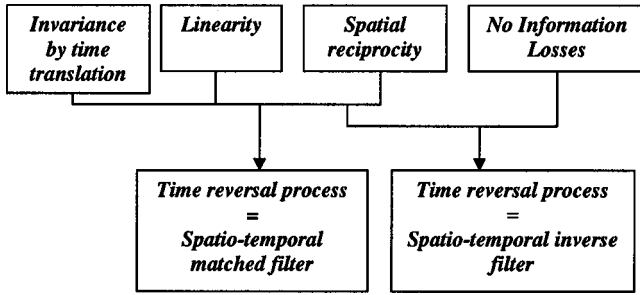 Invariance
by time
translation
Linearity
Spatial
reciprocity
No Information
Losses
Time reversal process
=
Spatio-temporal
matched filter
Time reversal process
=
Spatio-temporal inverse
filter